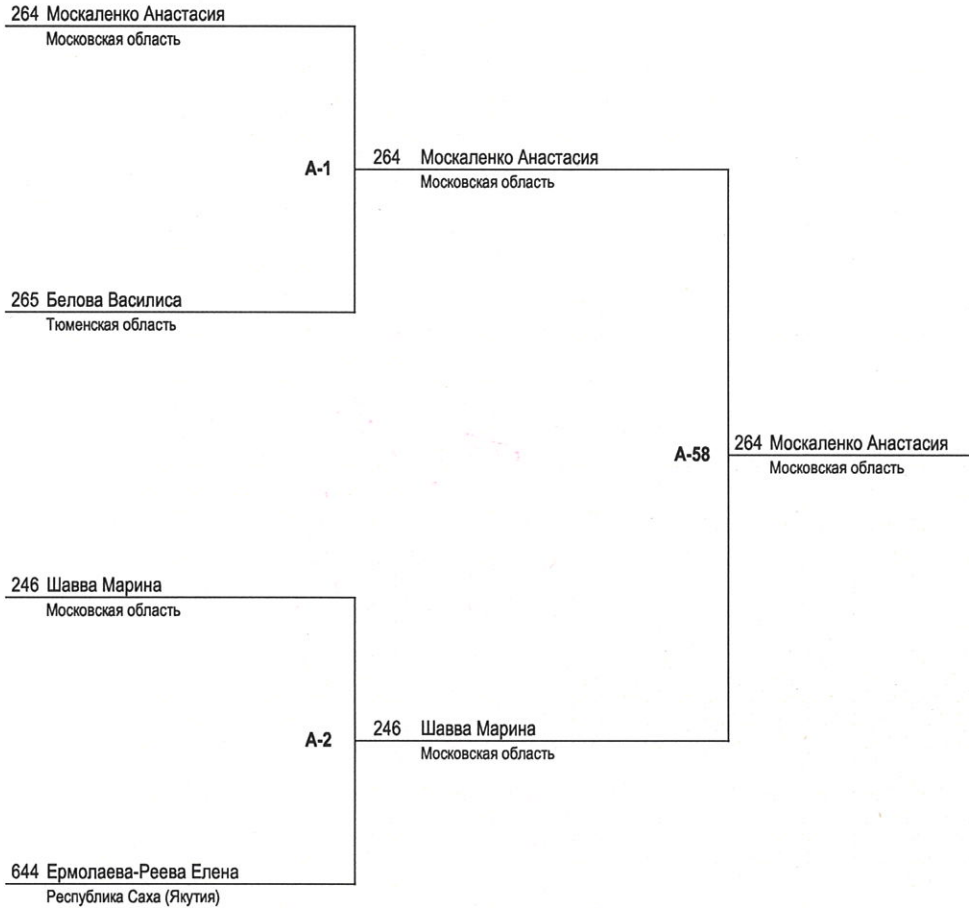 264 Москаленко Анастасия
Московская область
A-1
264 Москаленко Анастасия
Московская область
265 Белова Василиса
Тюменская область
A-58
264 Москаленко Анастасия
Московская область
246 Шавва Марина
Московская область
A-2
246 Шавва Марина
Московская область
644 Ермолаева-Реева Елена
Республика Саха (Якутия)